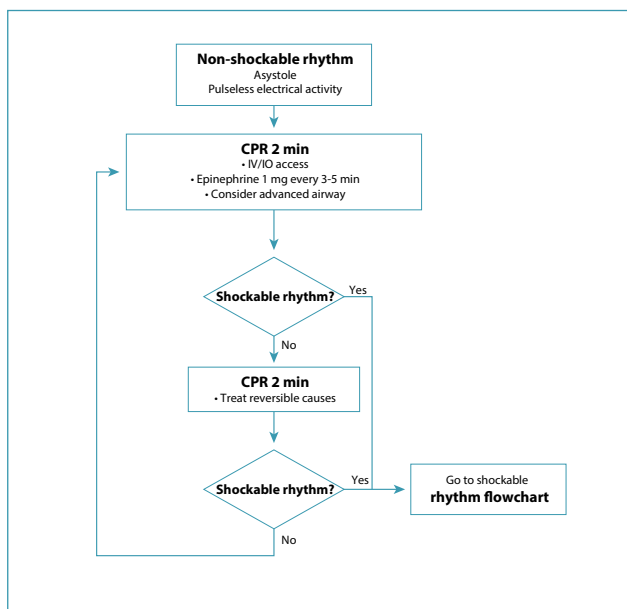 Non-shockable rhythm
Asystole
Pulseless electrical activity
CPR 2 min
• IV/IO access
• Epinephrine 1 mg every 3-5 min
• Consider advanced airway
Shockable rhythm?
Yes
No
CPR 2 min
• Treat reversible causes
Shockable rhythm?
Yes
No
Go to shockable
rhythm flowchart